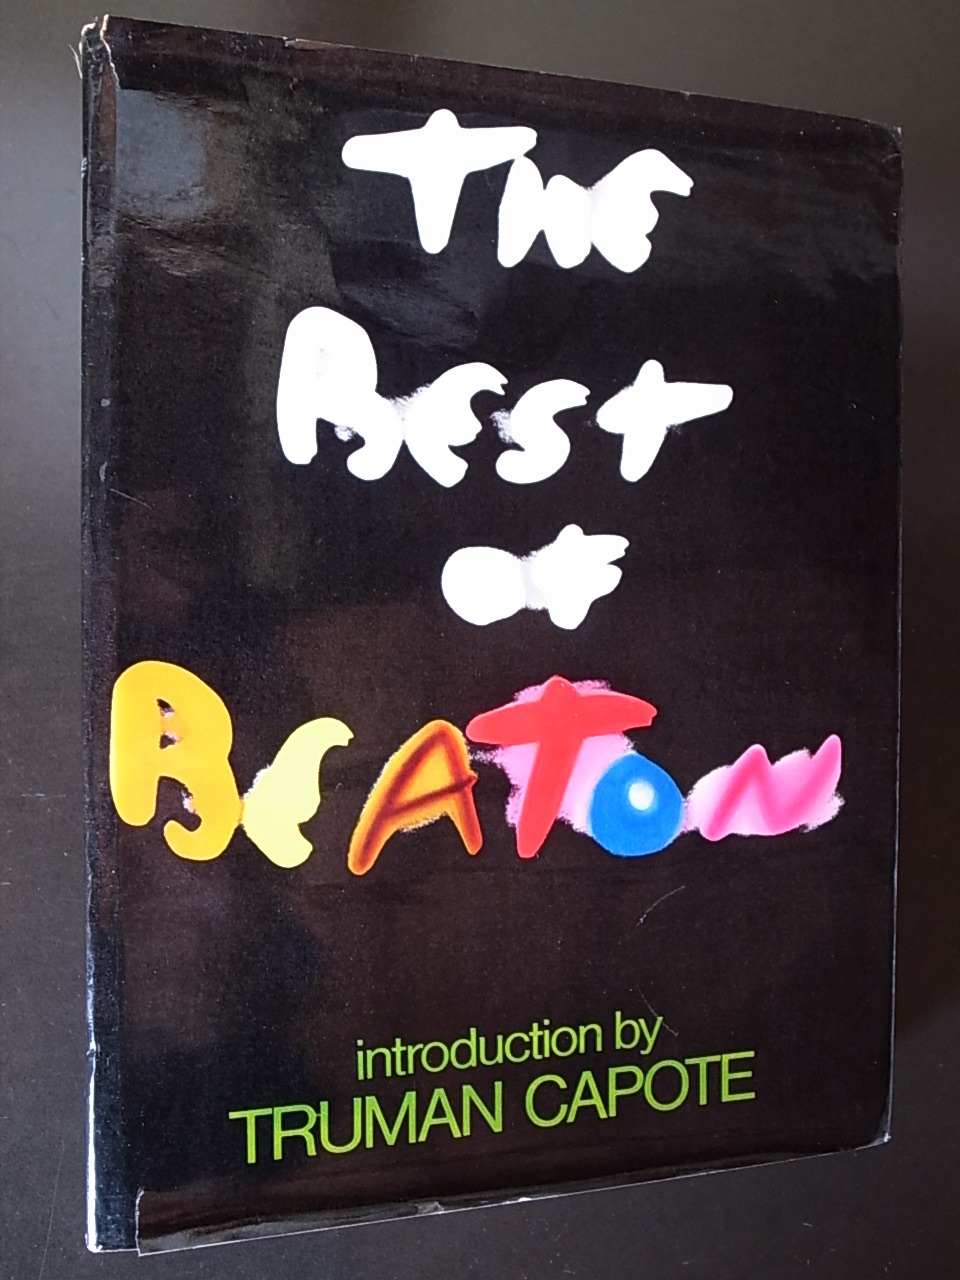 THE
BEST
of
BEATON
introduction by
TRUMAN CAPOTE